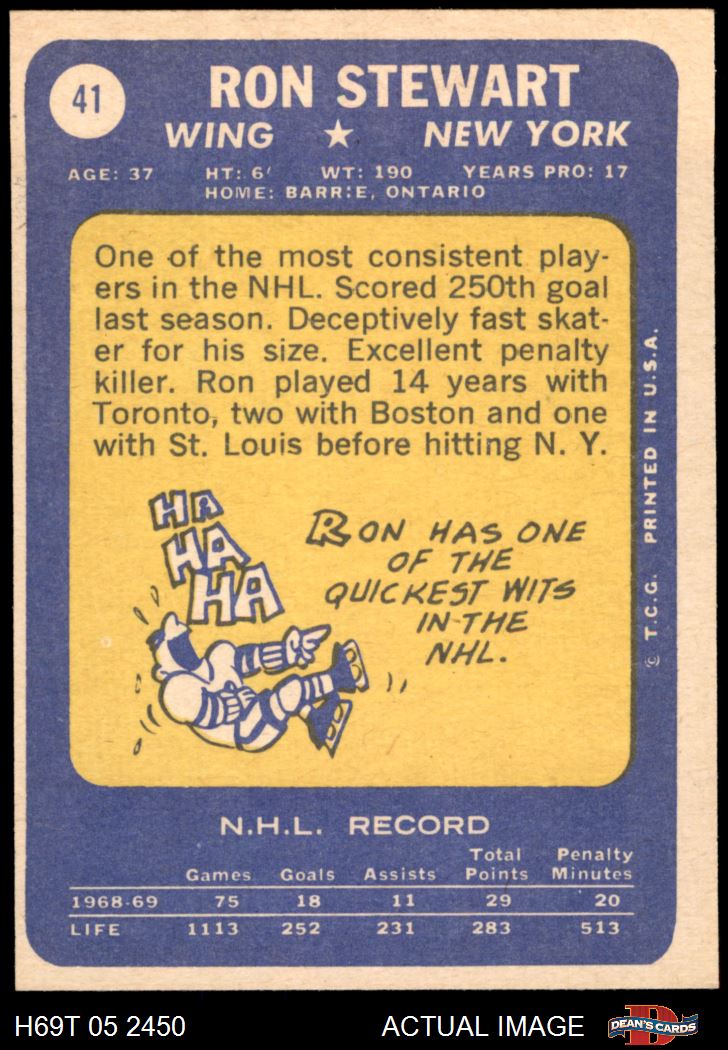 41
RON STEWART
WING ★ NEW YORK
AGE: 37 HT: 6' WT: 190 YEARS PRO: 17
HOME: BARRIE, ONTARIO
One of the most consistent play-
ers in the NHL. Scored 250th goal
last season. Deceptively fast skat-
er for his size. Excellent penalty
killer. Ron played 14 years with
Toronto, two with Boston and one
with St. Louis before hitting N. Y.
HA
HA
HA
RON HAS ONE
OF THE
QUICKEST WITS
IN THE
NHL.
© T.C.G. PRINTED IN U.S.A.
N.H.L. RECORD
Games Goals Assists Total Points Penalty Minutes
1968-69 75 18 11 29 20
LIFE 1113 252 231 283 513
H69T 05 2450 ACTUAL IMAGE DEAN'S CARDS